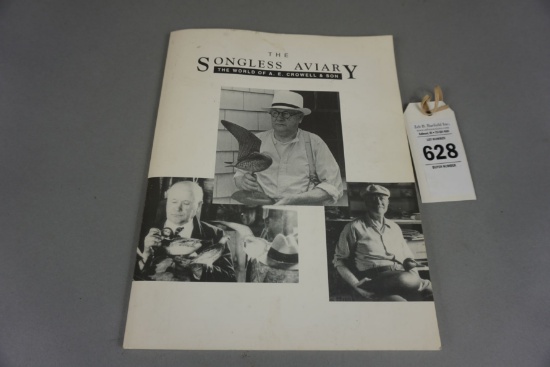 THE
SONGLESS AVIARY
THE WORLD OF A. E. CROWELL & SON
628